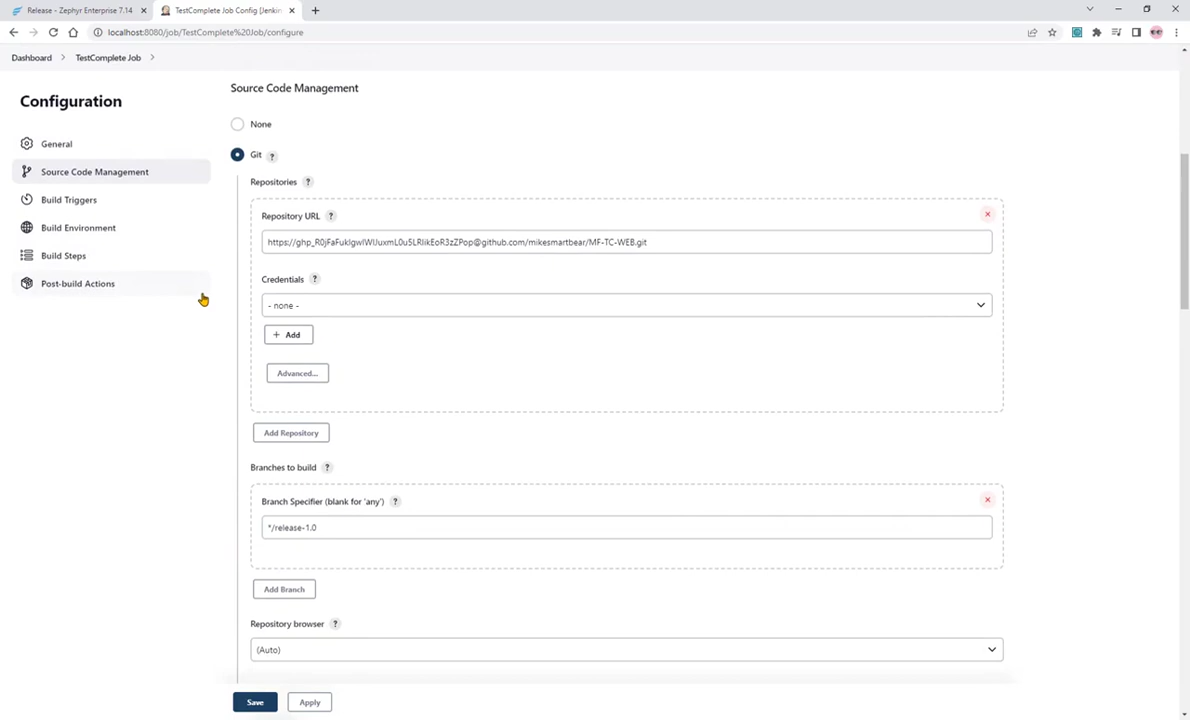 Release - Zephyr Enterprise 7.14
TestComplete Job Config [Jenkin
localhost:8080/job/TestComplete%20Job/configure
Dashboard
TestComplete Job
Configuration
General
Source Code Management
Build Triggers
Build Environment
Build Steps
Post-build Actions
Source Code Management
None
Git ?
Repositories ?
Repository URL ?
@github.com/mikesmartbear/MF-TC-WEB.git
Credentials ?
- none -
+ Add
Advanced...
Add Repository
Branches to build ?
Branch Specifier (blank for 'any') ?
*/release-1.0
Add Branch
Repository browser ?
(Auto)
Save
Apply